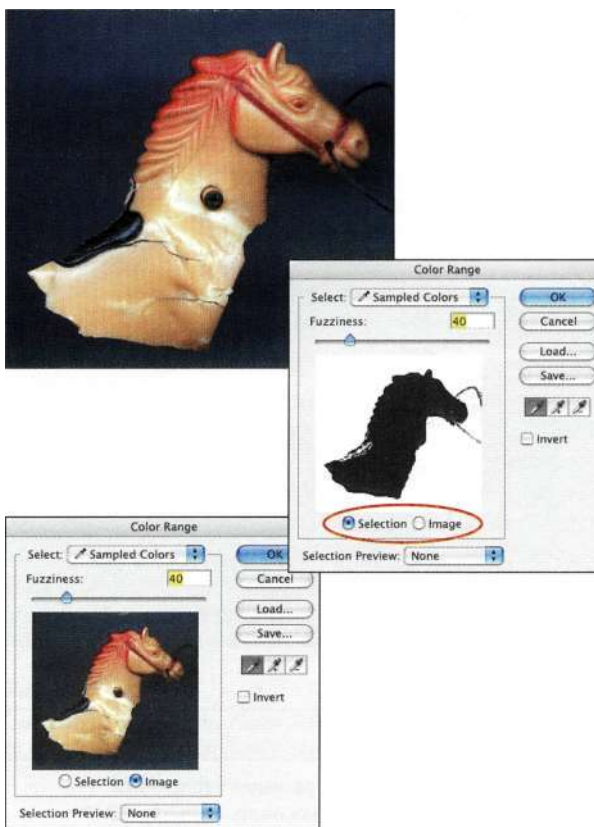 Color Range
Select: Sampled Colors
OK
Fuzziness: 40
Cancel
Load...
Save...
Invert
Selection Image
Selection Preview: None
Color Range
Select: Sampled Colors
OK
Fuzziness: 40
Cancel
Load...
Save...
Invert
Selection Image
Selection Preview: None